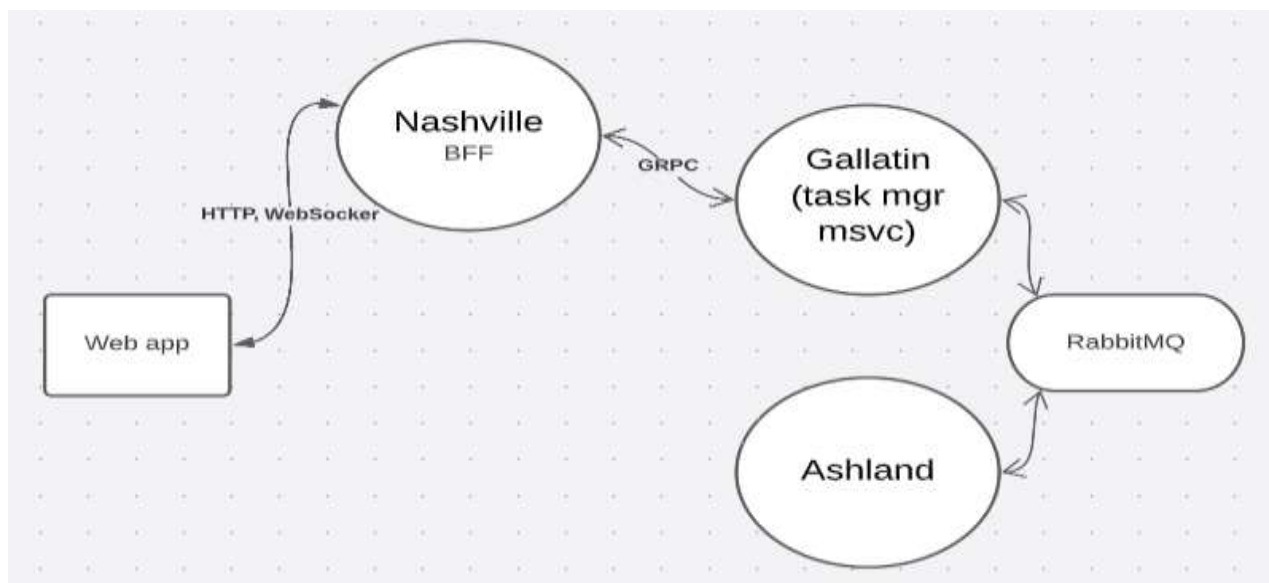 Nashville
BFF
GRPC
Gallatin
(task mgr
msvc)
HTTP, WebSocker
Web app
RabbitMQ
Ashland